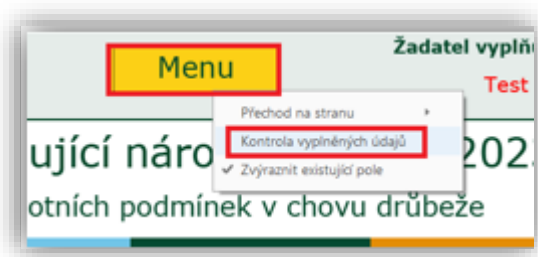 Žadatel vyplň
Menu
Test
Přechod na stranu
Kontrola vyplněných údajů
Zvýraznit existující pole
ující náro 202
otních podmínek v chovu drůbeže